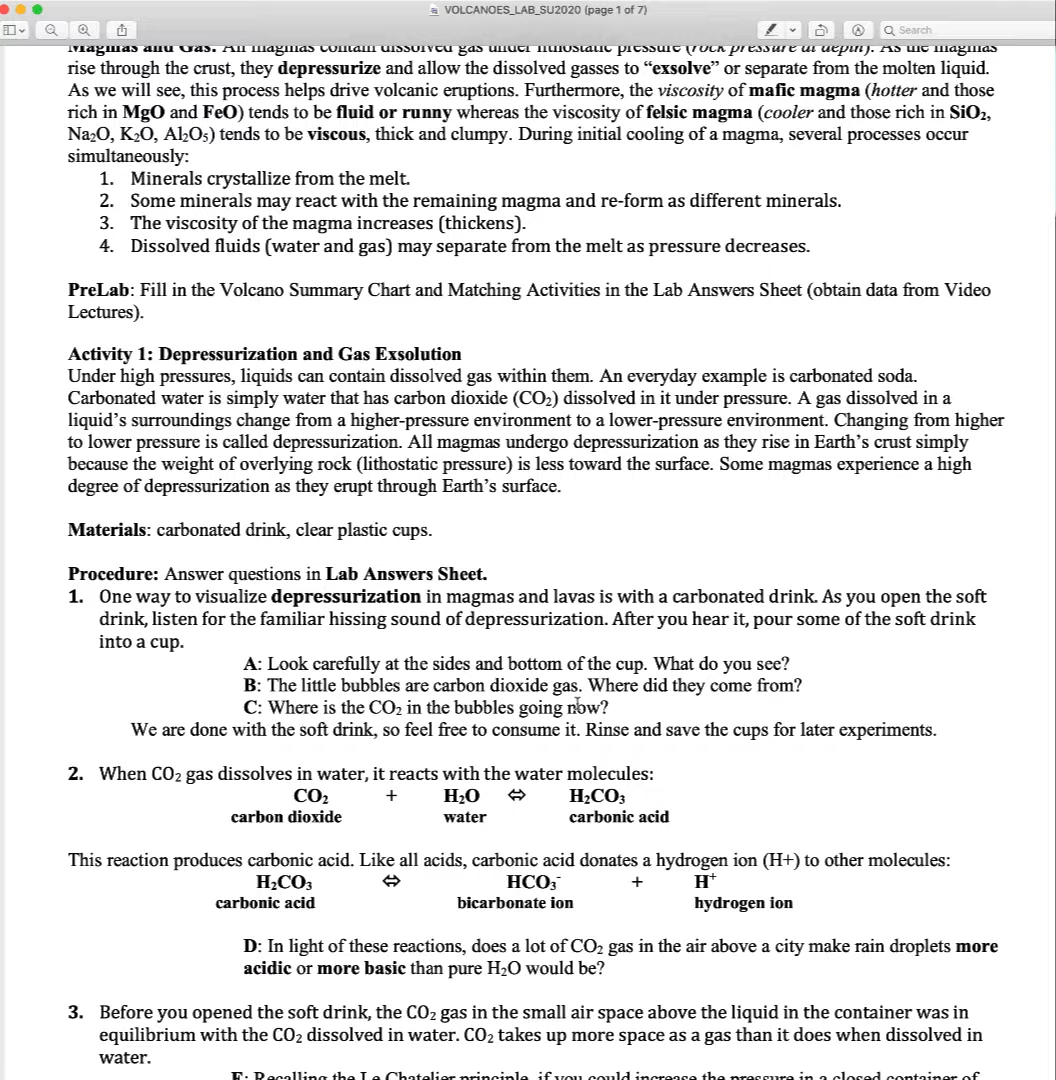 VOLCANOES_LAB_SU2020 (page 1 of 7)
Search
Magmas and Gas: All magmas contain dissolved gas under lithostatic pressure (rock pressure at depth). As the magmas
rise through the crust, they depressurize and allow the dissolved gasses to “exsolve” or separate from the molten liquid.
As we will see, this process helps drive volcanic eruptions. Furthermore, the viscosity of mafic magma (hotter and those
rich in MgO and FeO) tends to be fluid or runny whereas the viscosity of felsic magma (cooler and those rich in SiO₂,
Na₂O, K₂O, Al₂O₅) tends to be viscous, thick and clumpy. During initial cooling of a magma, several processes occur
simultaneously:
1. Minerals crystallize from the melt.
2. Some minerals may react with the remaining magma and re-form as different minerals.
3. The viscosity of the magma increases (thickens).
4. Dissolved fluids (water and gas) may separate from the melt as pressure decreases.
PreLab: Fill in the Volcano Summary Chart and Matching Activities in the Lab Answers Sheet (obtain data from Video
Lectures).
Activity 1: Depressurization and Gas Exsolution
Under high pressures, liquids can contain dissolved gas within them. An everyday example is carbonated soda.
Carbonated water is simply water that has carbon dioxide (CO₂) dissolved in it under pressure. A gas dissolved in a
liquid’s surroundings change from a higher-pressure environment to a lower-pressure environment. Changing from higher
to lower pressure is called depressurization. All magmas undergo depressurization as they rise in Earth’s crust simply
because the weight of overlying rock (lithostatic pressure) is less toward the surface. Some magmas experience a high
degree of depressurization as they erupt through Earth’s surface.
Materials: carbonated drink, clear plastic cups.
Procedure: Answer questions in Lab Answers Sheet.
1. One way to visualize depressurization in magmas and lavas is with a carbonated drink. As you open the soft
drink, listen for the familiar hissing sound of depressurization. After you hear it, pour some of the soft drink
into a cup.
A: Look carefully at the sides and bottom of the cup. What do you see?
B: The little bubbles are carbon dioxide gas. Where did they come from?
C: Where is the CO₂ in the bubbles going now?
We are done with the soft drink, so feel free to consume it. Rinse and save the cups for later experiments.
2. When CO₂ gas dissolves in water, it reacts with the water molecules:
CO₂ + H₂O ⇔ H₂CO₃
carbon dioxide water carbonic acid
This reaction produces carbonic acid. Like all acids, carbonic acid donates a hydrogen ion (H+) to other molecules:
H₂CO₃ ⇔ HCO₃⁻ + H⁺
carbonic acid bicarbonate ion hydrogen ion
D: In light of these reactions, does a lot of CO₂ gas in the air above a city make rain droplets more
acidic or more basic than pure H₂O would be?
3. Before you opened the soft drink, the CO₂ gas in the small air space above the liquid in the container was in
equilibrium with the CO₂ dissolved in water. CO₂ takes up more space as a gas than it does when dissolved in
water.
E: Recalling the Le Chatelier principle, if you could increase the pressure in a closed container of